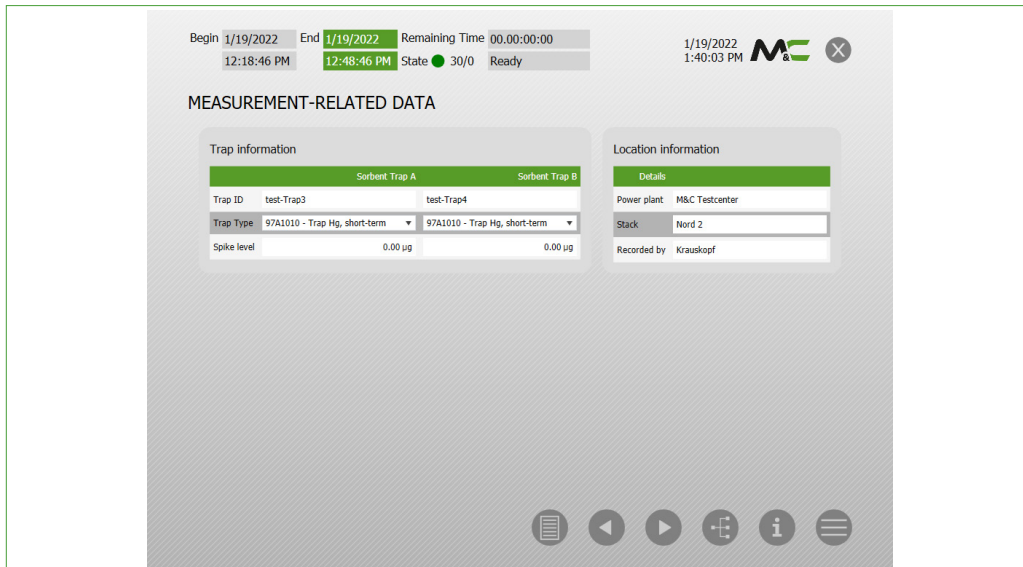 Begin 1/19/2022 End 1/19/2022 Remaining Time 00.00:00:00
12:18:46 PM 12:48:46 PM State 30/0 Ready
1/19/2022
1:40:03 PM
M&C
MEASUREMENT-RELATED DATA
Trap information
Sorbent Trap A Sorbent Trap B
Trap ID test-Trap3 test-Trap4
Trap Type 97A1010 - Trap Hg, short-term 97A1010 - Trap Hg, short-term
Spike level 0.00 µg 0.00 µg
Location information
Details
Power plant M&C Testcenter
Stack Nord 2
Recorded by Krauskopf